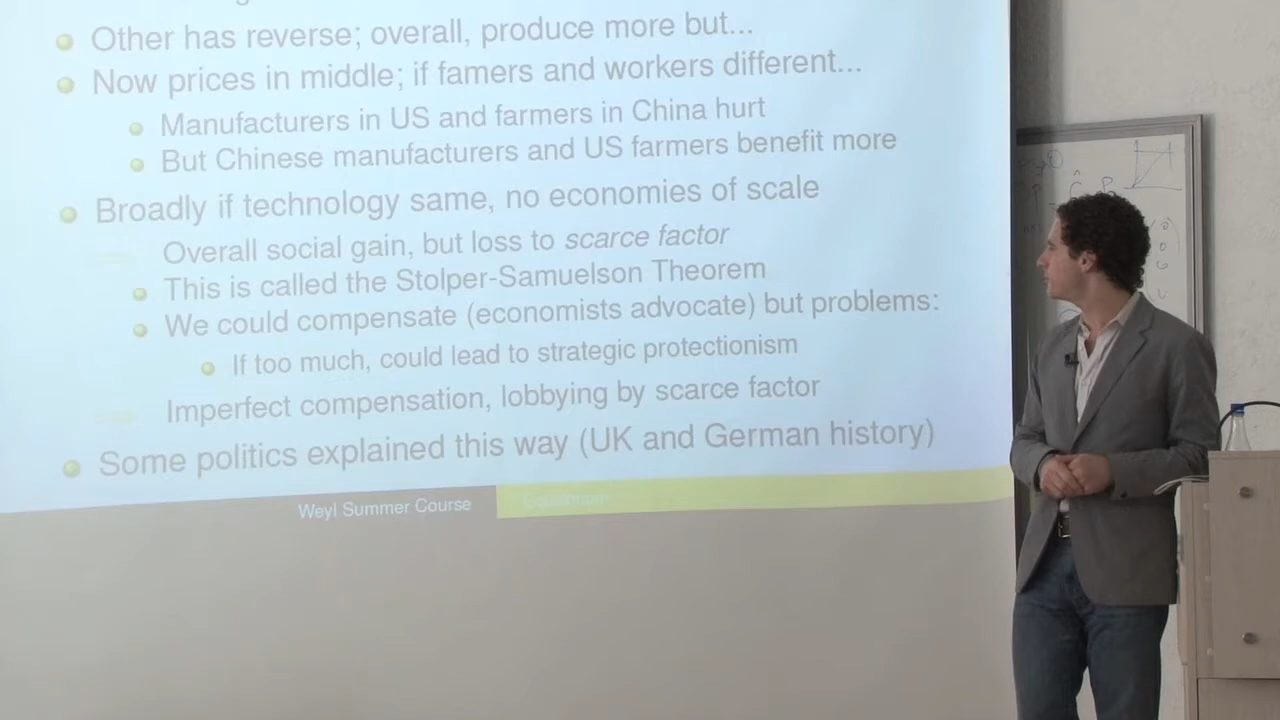 Other has reverse; overall, produce more but...
Now prices in middle; if famers and workers different...
Manufacturers in US and farmers in China hurt
But Chinese manufacturers and US farmers benefit more
Broadly if technology same, no economies of scale
Overall social gain, but loss to scarce factor
This is called the Stolper-Samuelson Theorem
We could compensate (economists advocate) but problems:
If too much, could lead to strategic protectionism
Imperfect compensation, lobbying by scarce factor
Some politics explained this way (UK and German history)
Weyl Summer Course
Equilibrium